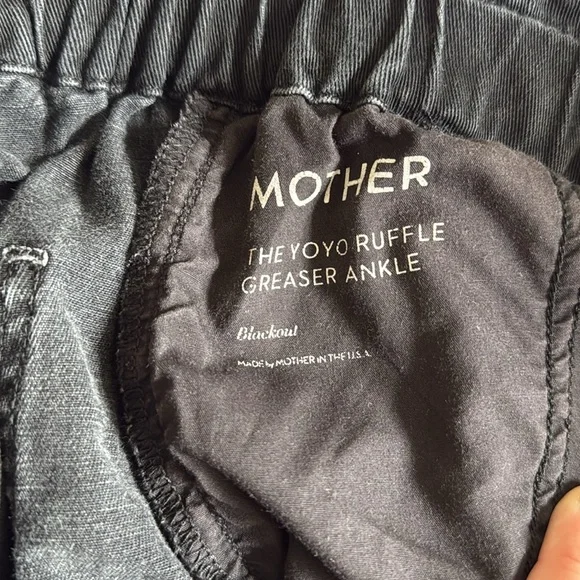 MOTHER
THE YOYO RUFFLE
GREASER ANKLE
Blackout
MADE by MOTHER IN THE U.S.A.